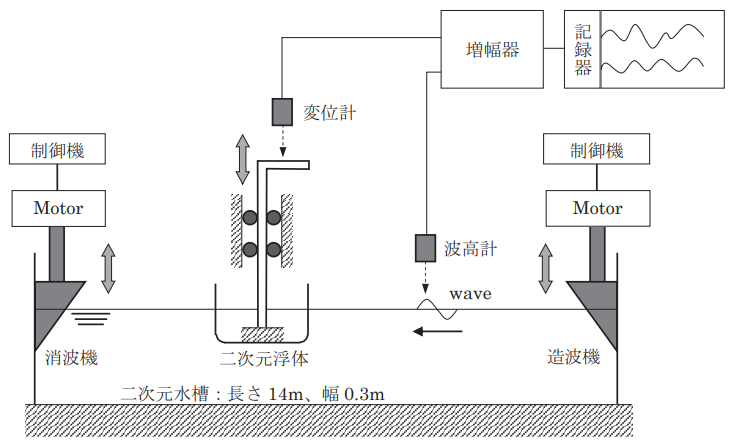 増幅器
記録器
変位計
制御機
制御機
Motor
Motor
波高計
wave
消波機
二次元浮体
造波機
二次元水槽：長さ 14m、幅 0.3m